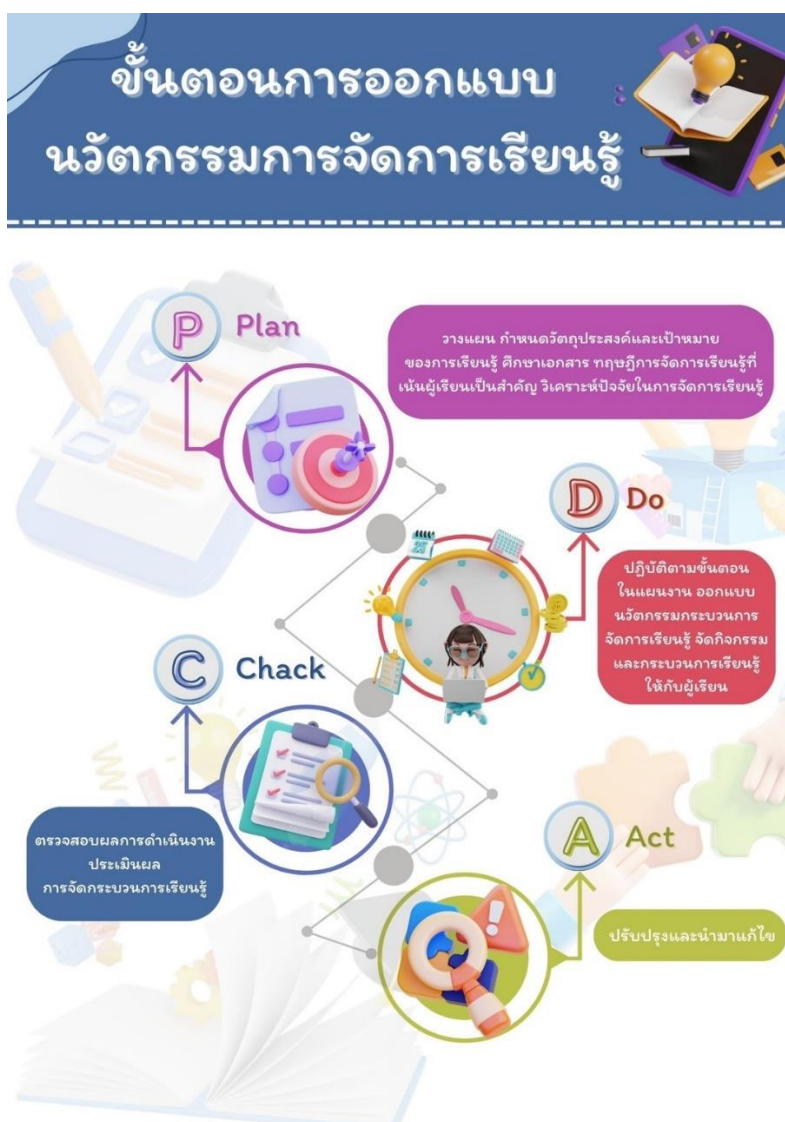 ขั้นตอนการออกแบบ
นวัตกรรมการจัดการเรียนรู้
P Plan
วางแผน กำหนดวัตถุประสงค์และเป้าหมาย
ของการเรียนรู้ ศึกษาเอกสาร ทฤษฎีการจัดการเรียนรู้ที่
เน้นผู้เรียนเป็นสำคัญ วิเคราะห์ปัจจัยในการจัดการเรียนรู้
D Do
ปฏิบัติตามขั้นตอน
ในแผนงาน ออกแบบ
นวัตกรรมกระบวนการ
จัดการเรียนรู้ จัดกิจกรรม
และกระบวนการเรียนรู้
ให้กับผู้เรียน
C Chack
ตรวจสอบผลการดำเนินงาน
ประเมินผล
การจัดกระบวนการเรียนรู้
A Act
ปรับปรุงและนำมาแก้ไข